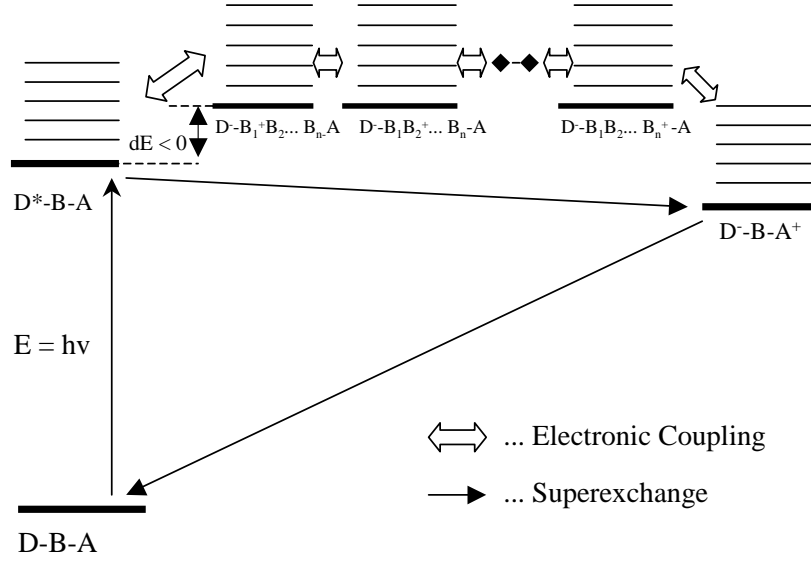 D⁻-B₁⁺B₂... Bₙ-A
D⁻-B₁B₂⁺... Bₙ-A
D⁻-B₁B₂... Bₙ⁺-A
dE < 0
D*-B-A
D⁻-B-A⁺
E = hν
... Electronic Coupling
... Superexchange
D-B-A